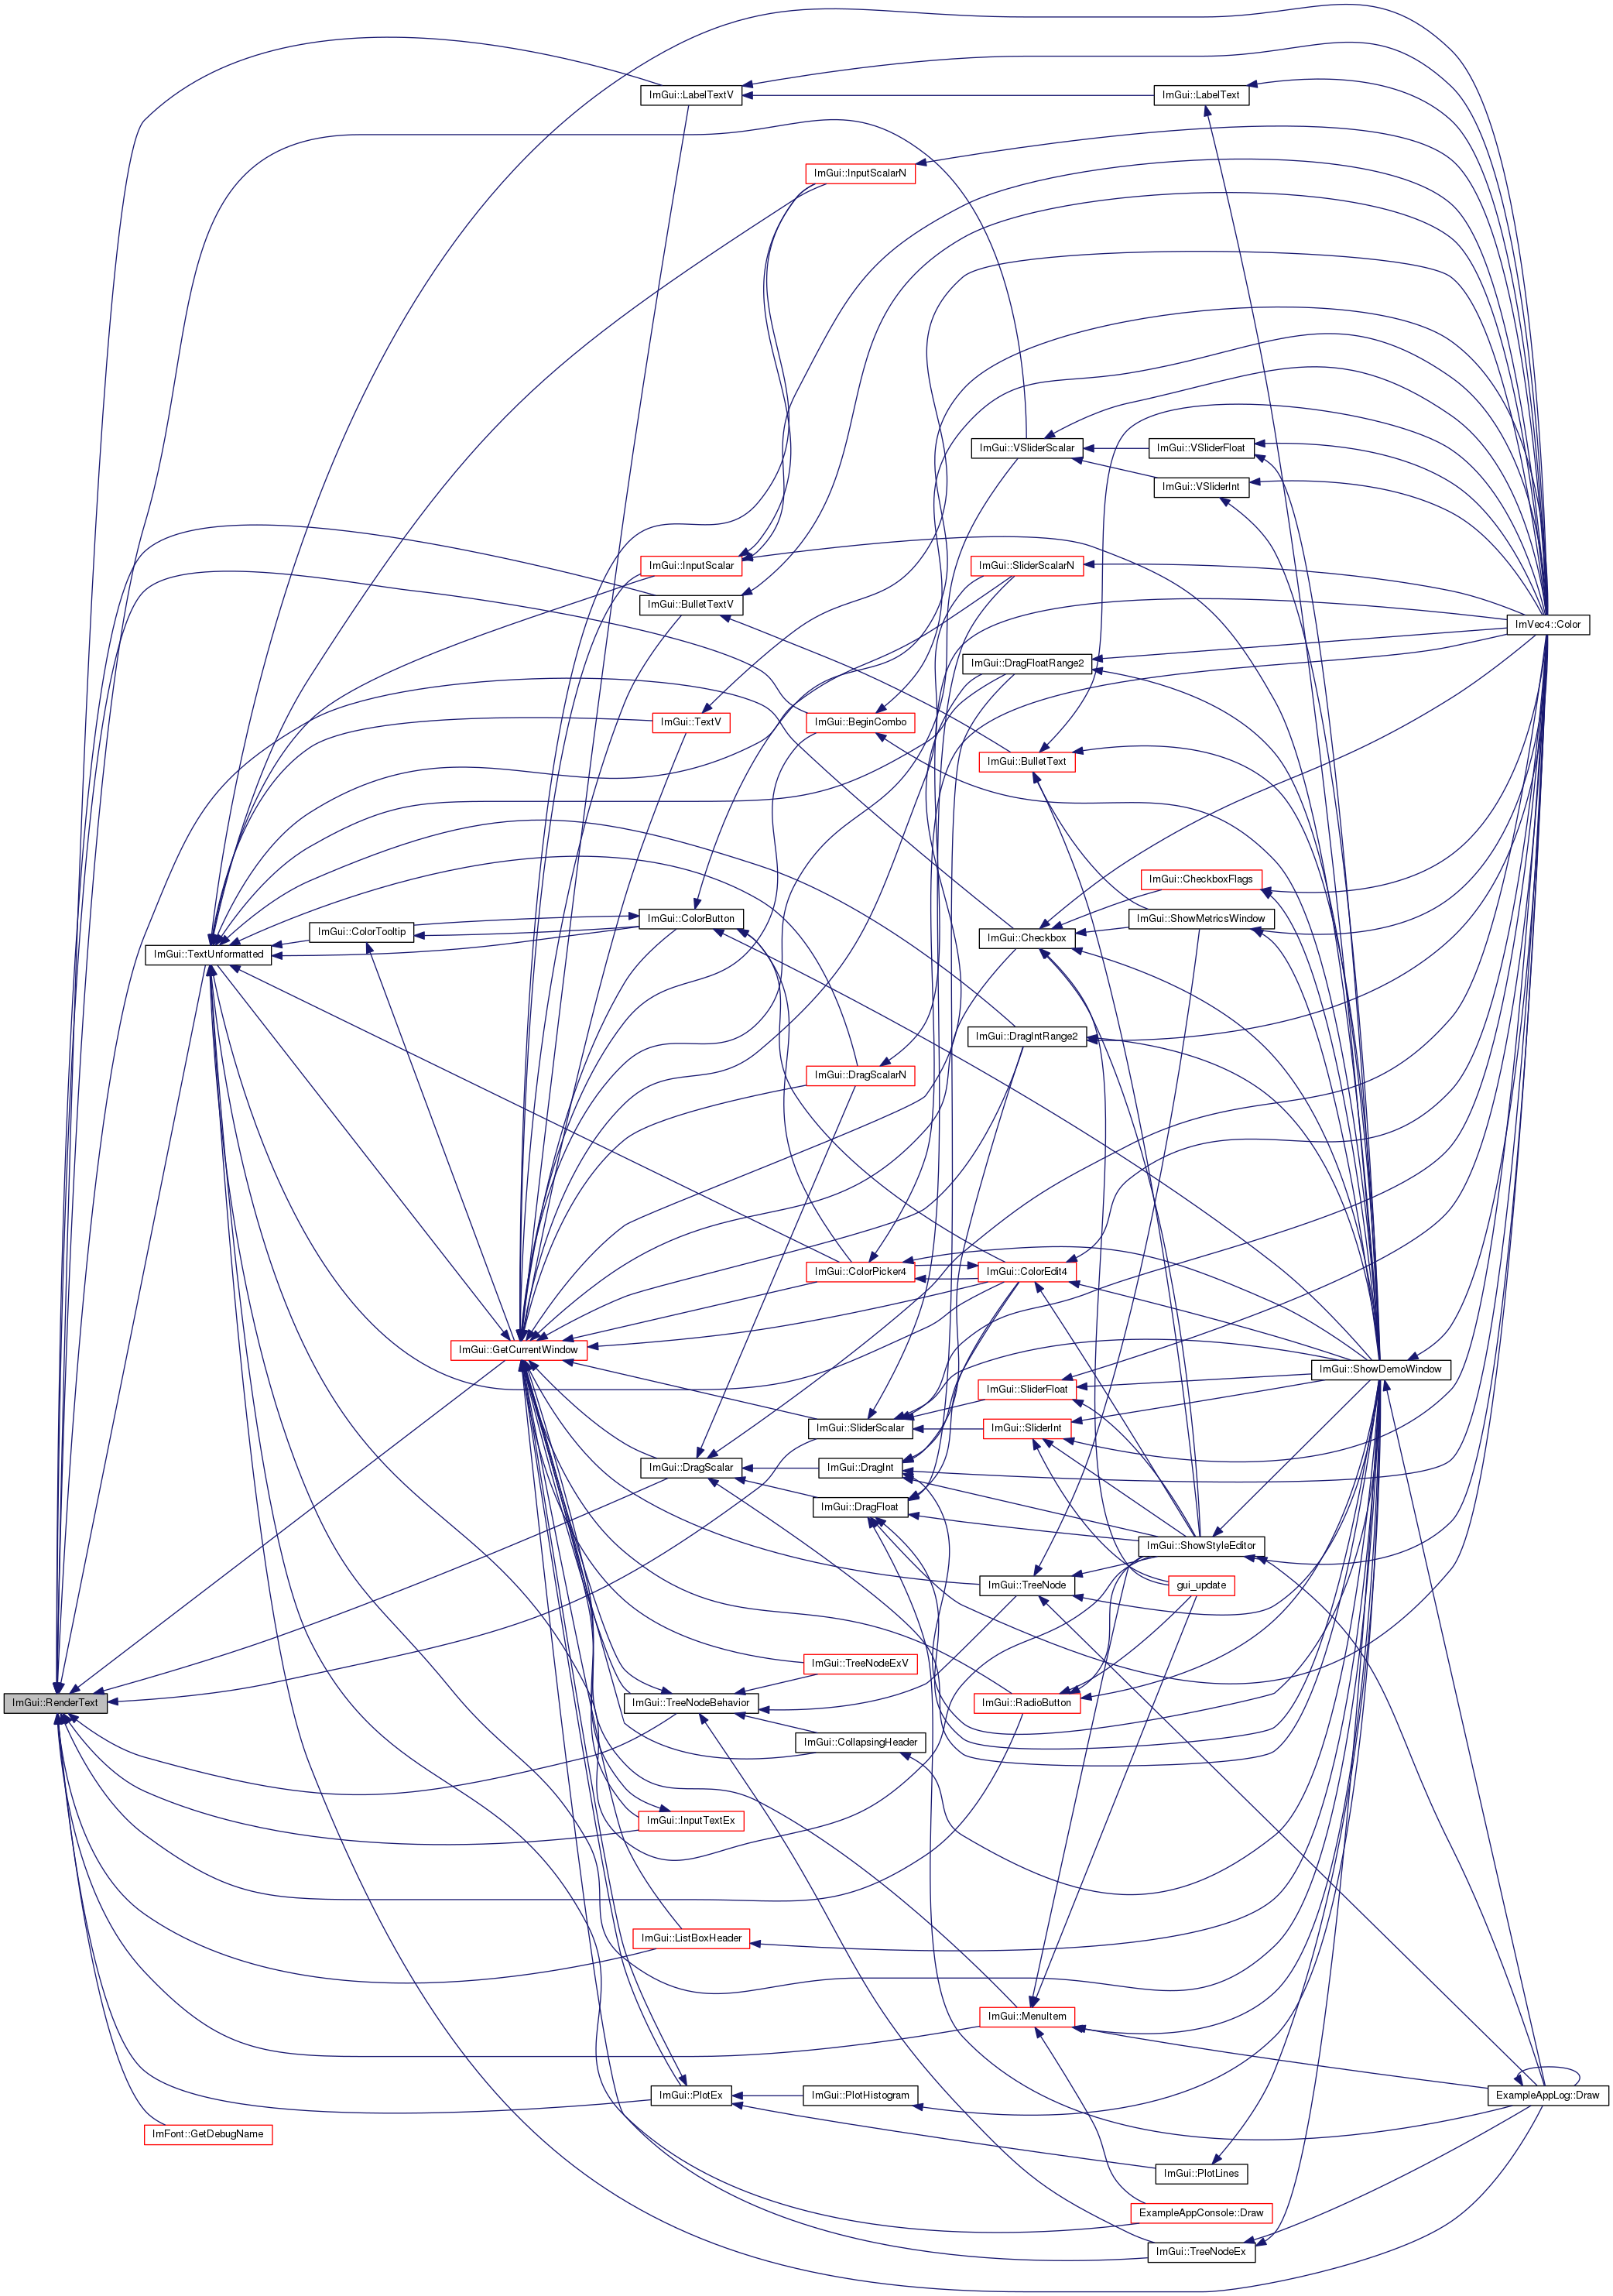 ImGui::LabelTextV
ImGui::LabelText
ImGui::InputScalarN
ImGui::VSliderScalar
ImGui::VSliderFloat
ImGui::VSliderInt
ImGui::InputScalar
ImGui::SliderScalarN
ImGui::BulletTextV
ImVec4::Color
ImGui::DragFloatRange2
ImGui::TextV
ImGui::BeginCombo
ImGui::BulletText
ImGui::CheckboxFlags
ImGui::ColorButton
ImGui::ShowMetricsWindow
ImGui::ColorTooltip
ImGui::Checkbox
ImGui::TextUnformatted
ImGui::DragIntRange2
ImGui::DragScalarN
ImGui::ColorPicker4
ImGui::ColorEdit4
ImGui::GetCurrentWindow
ImGui::ShowDemoWindow
ImGui::SliderFloat
ImGui::SliderScalar
ImGui::SliderInt
ImGui::DragScalar
ImGui::DragInt
ImGui::DragFloat
ImGui::ShowStyleEditor
ImGui::TreeNode
gui_update
ImGui::TreeNodeExV
ImGui::RenderText
ImGui::TreeNodeBehavior
ImGui::RadioButton
ImGui::CollapsingHeader
ImGui::InputTextEx
ImGui::ListBoxHeader
ImGui::MenuItem
ImGui::PlotEx
ImGui::PlotHistogram
ExampleAppLog::Draw
ImFont::GetDebugName
ImGui::PlotLines
ExampleAppConsole::Draw
ImGui::TreeNodeEx